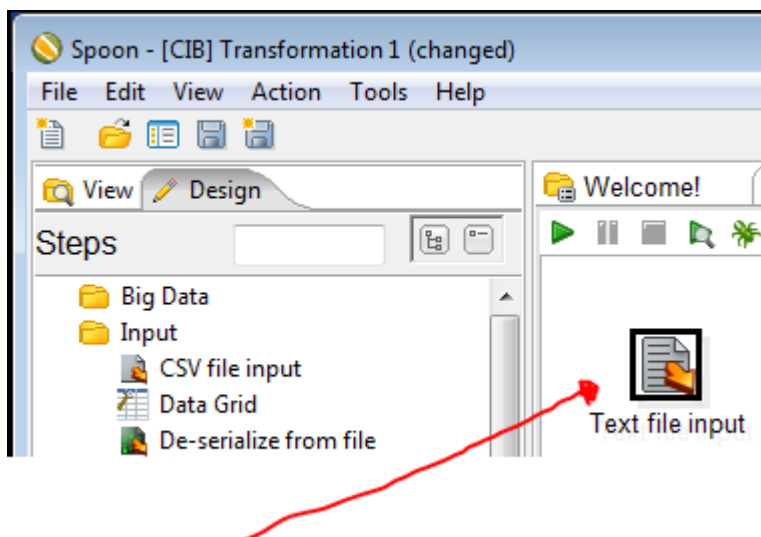 Spoon - [CIB] Transformation 1 (changed)
File Edit View Action Tools Help
View Design
Welcome!
Steps
Big Data
Input
CSV file input
Data Grid
De-serialize from file
Text file input